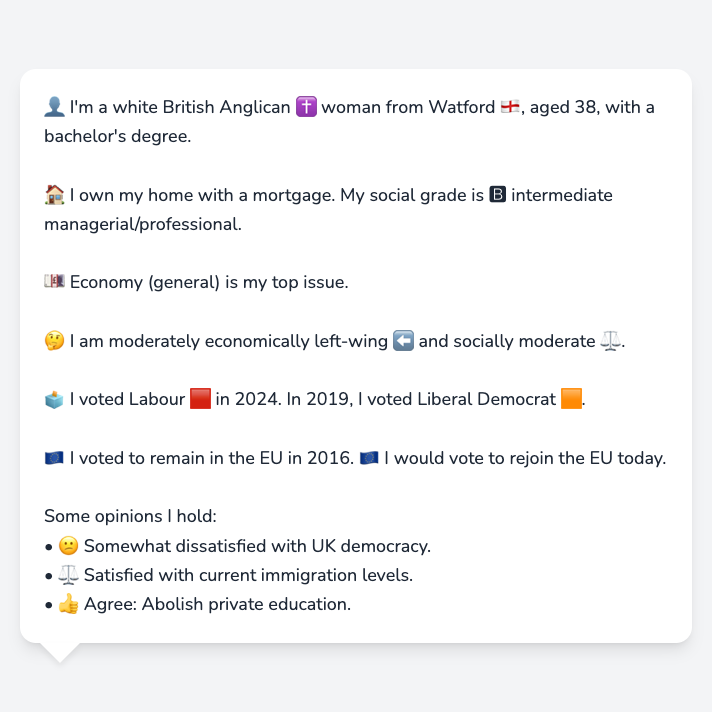 👤 I'm a white British Anglican ✝️ woman from Watford 🏴󠁧󠁢󠁥󠁮󠁧󠁿, aged 38, with a
bachelor's degree.
🏠 I own my home with a mortgage. My social grade is 🅱 intermediate
managerial/professional.
💷 Economy (general) is my top issue.
🤔 I am moderately economically left-wing ⬅️ and socially moderate ⚖️.
🗳️ I voted Labour 🟥 in 2024. In 2019, I voted Liberal Democrat 🟧.
🇪🇺 I voted to remain in the EU in 2016. 🇪🇺 I would vote to rejoin the EU today.
Some opinions I hold:
• 😕 Somewhat dissatisfied with UK democracy.
• ⚖️ Satisfied with current immigration levels.
• 👍 Agree: Abolish private education.